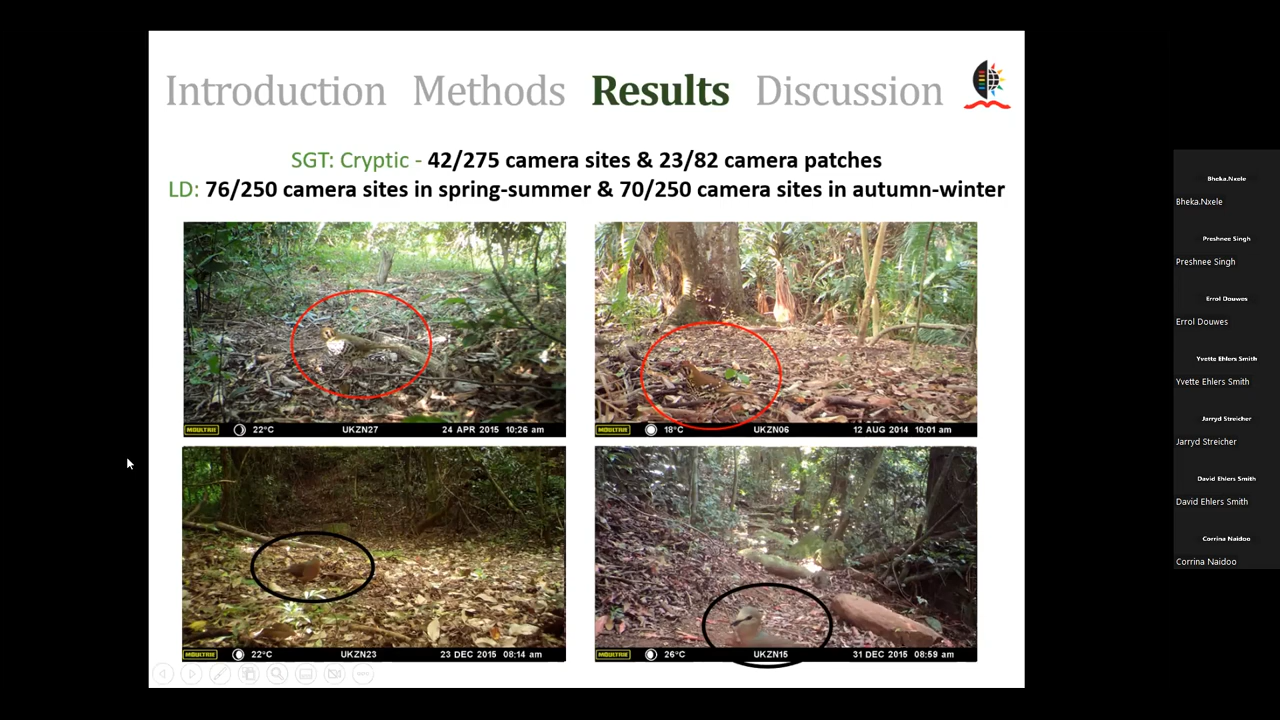 Introduction Methods Results Discussion
SGT: Cryptic - 42/275 camera sites & 23/82 camera patches
LD: 76/250 camera sites in spring-summer & 70/250 camera sites in autumn-winter
MOULTRIE 22°C UKZN27 24 APR 2015 10:26 am
MOULTRIE 18°C UKZN06 12 AUG 2014 10:01 am
MOULTRIE 22°C UKZN23 23 DEC 2015 08:14 am
MOULTRIE 26°C UKZN15 31 DEC 2015 08:59 am
Bheka.Nxele
Bheka.Nxele
Preshnee Singh
Preshnee Singh
Errol Douwes
Errol Douwes
Yvette Ehlers Smith
Yvette Ehlers Smith
Jarryd Streicher
Jarryd Streicher
David Ehlers Smith
David Ehlers Smith
Corrina Naidoo
Corrina Naidoo